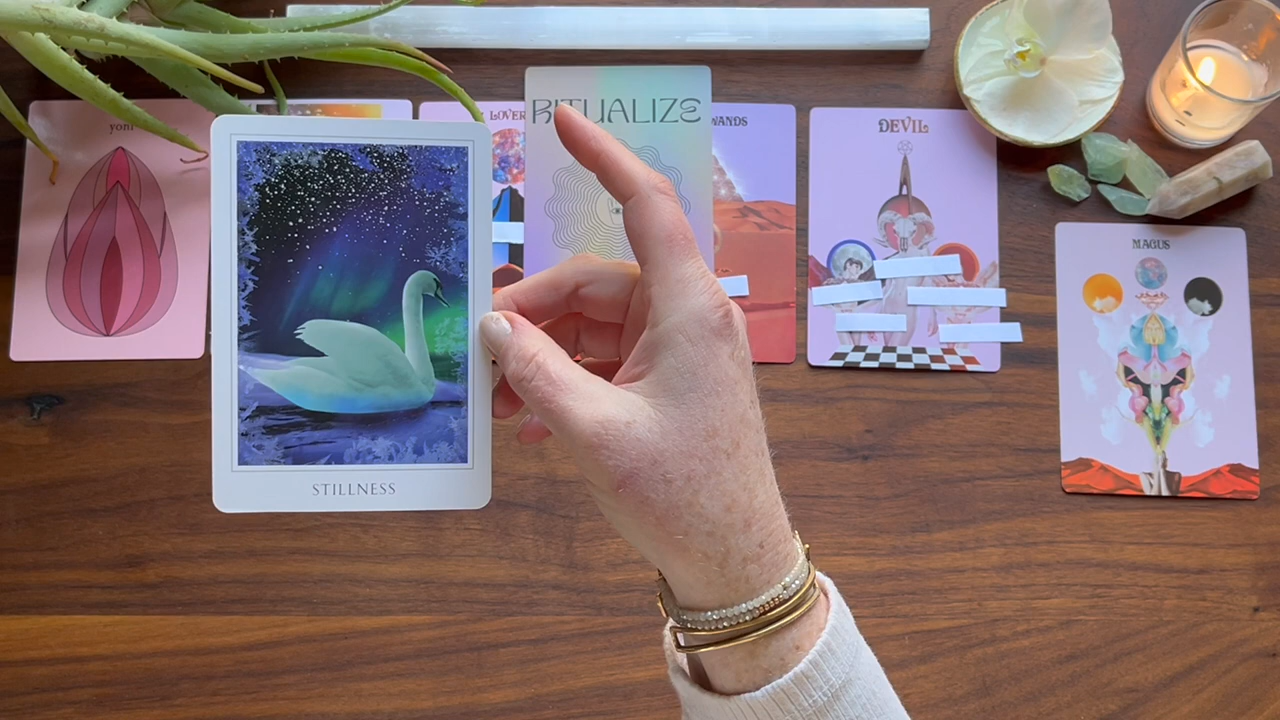 yoni
LOVER
RITUALIZE
WANDS
DEVIL
MAGUS
STILLNESS